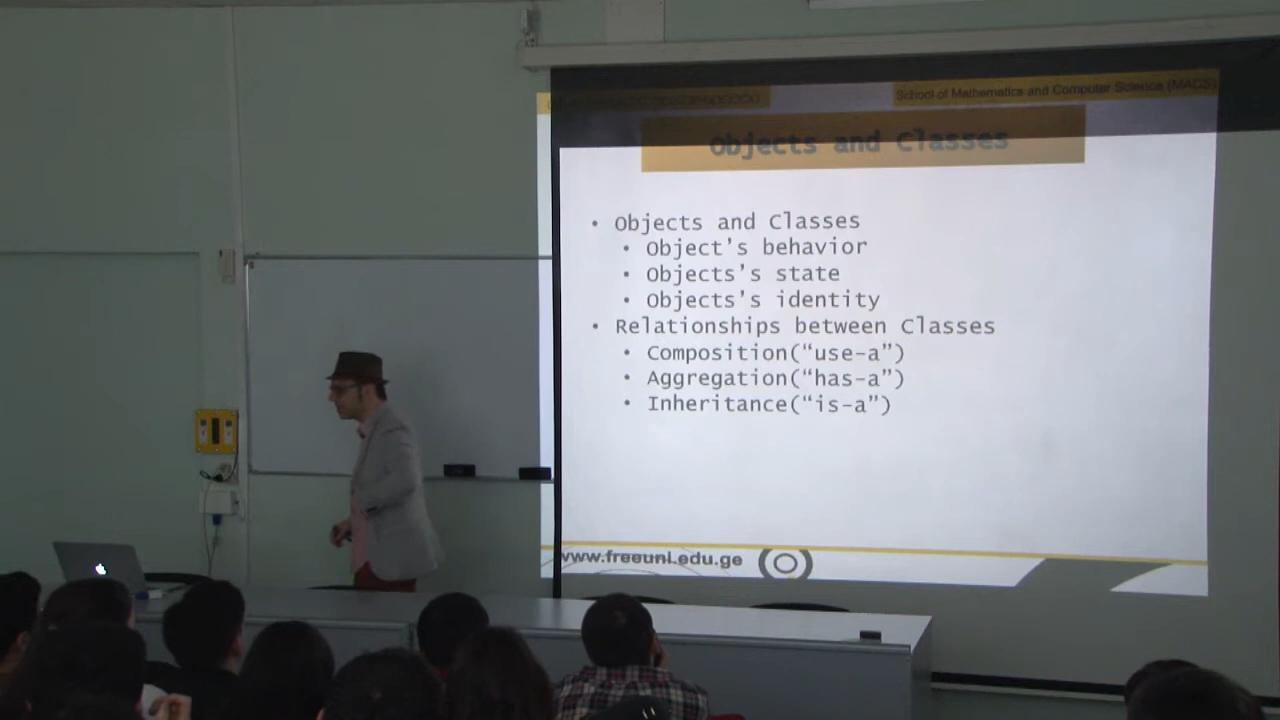 School of Mathematics and Computer Science (MACS)
Objects and Classes
• Objects and Classes
• Object’s behavior
• Objects’s state
• Objects’s identity
• Relationships between Classes
• Composition(“use-a”)
• Aggregation(“has-a”)
• Inheritance(“is-a”)
www.freeuni.edu.ge